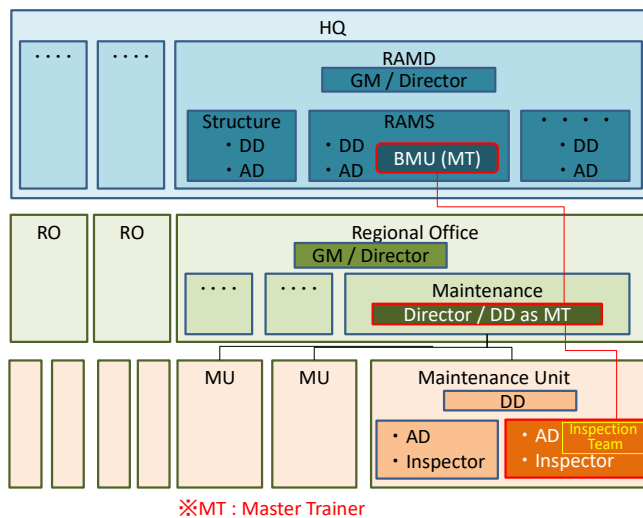 HQ
・・・・
・・・・
RAMD
GM / Director
Structure
・DD
・AD
RAMS
・DD
・AD
BMU (MT)
・・・・
・DD
・AD
RO
RO
Regional Office
GM / Director
・・・・
・・・・
Maintenance
Director / DD as MT
MU
MU
Maintenance Unit
DD
・AD
・Inspector
・AD
・Inspector
Inspection
Team
※MT : Master Trainer